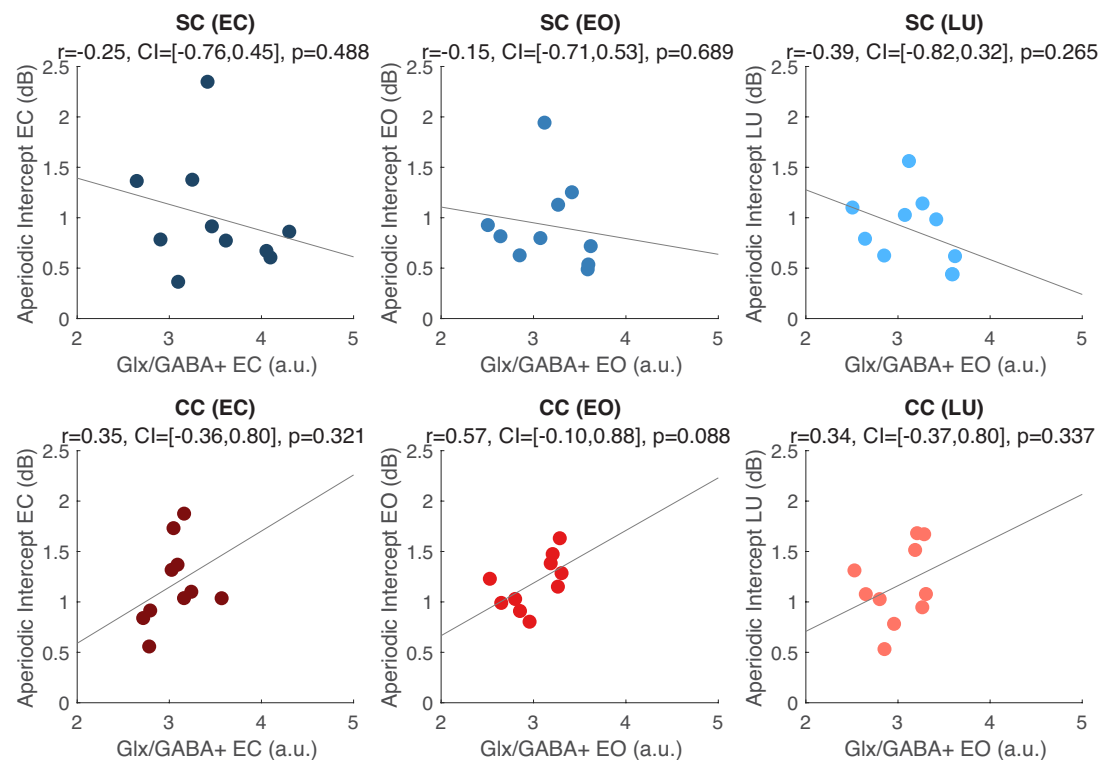 SC (EC)
r=-0.25, CI=[-0.76,0.45], p=0.488
Aperiodic Intercept EC (dB)
2.5
2
1.5
1
0.5
0
2 3 4 5
Glx/GABA+ EC (a.u.)
SC (EO)
r=-0.15, CI=[-0.71,0.53], p=0.689
Aperiodic Intercept EO (dB)
2.5
2
1.5
1
0.5
0
2 3 4 5
Glx/GABA+ EO (a.u.)
SC (LU)
r=-0.39, CI=[-0.82,0.32], p=0.265
Aperiodic Intercept LU (dB)
2.5
2
1.5
1
0.5
0
2 3 4 5
Glx/GABA+ EO (a.u.)
CC (EC)
r=0.35, CI=[-0.36,0.80], p=0.321
Aperiodic Intercept EC (dB)
2.5
2
1.5
1
0.5
0
2 3 4 5
Glx/GABA+ EC (a.u.)
CC (EO)
r=0.57, CI=[-0.10,0.88], p=0.088
Aperiodic Intercept EO (dB)
2.5
2
1.5
1
0.5
0
2 3 4 5
Glx/GABA+ EO (a.u.)
CC (LU)
r=0.34, CI=[-0.37,0.80], p=0.337
Aperiodic Intercept LU (dB)
2.5
2
1.5
1
0.5
0
2 3 4 5
Glx/GABA+ EO (a.u.)